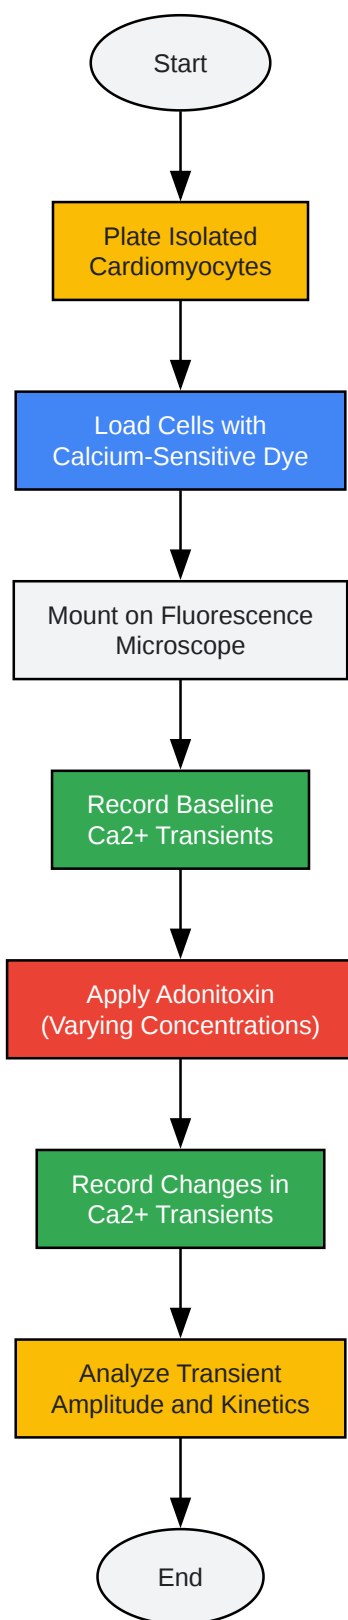 Start
Plate Isolated
Cardiomyocytes
Load Cells with
Calcium-Sensitive Dye
Mount on Fluorescence
Microscope
Record Baseline
Ca2+ Transients
Apply Adonitoxin
(Varying Concentrations)
Record Changes in
Ca2+ Transients
Analyze Transient
Amplitude and Kinetics
End